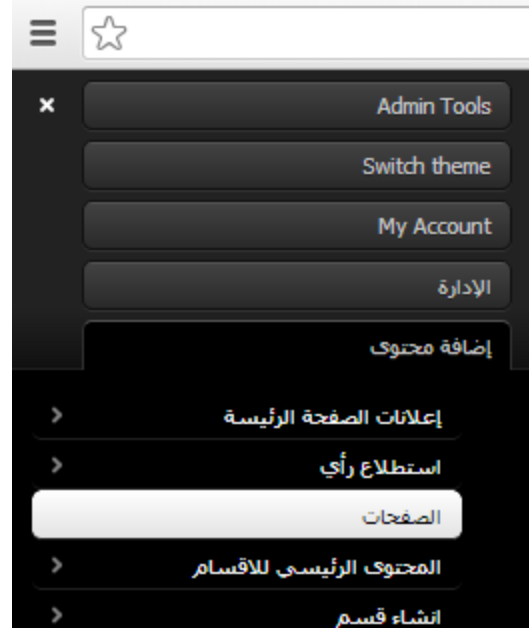 Admin Tools
Switch theme
My Account
الإدارة
إضافة محتوى
إعلانات الصفحة الرئيسة
استطلاع رأي
الصفحات
المحتوى الرئيسي للاقسام
انشاء قسم